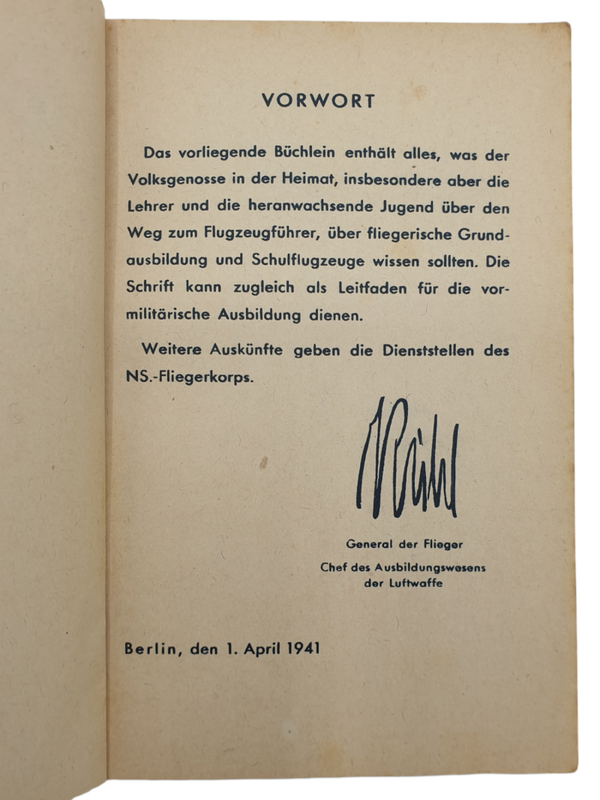 VORWORT
Das vorliegende Büchlein enthält alles, was der
Volksgenosse in der Heimat, insbesondere aber die
Lehrer und die heranwachsende Jugend über den
Weg zum Flugzeugführer, über fliegerische Grund-
ausbildung und Schulflugzeuge wissen sollten. Die
Schrift kann zugleich als Leitfaden für die vor-
militärische Ausbildung dienen.
Weitere Auskünfte geben die Dienststellen des
NS.-Fliegerkorps.
General der Flieger
Chef des Ausbildungswesens
der Luftwaffe
Berlin, den 1. April 1941